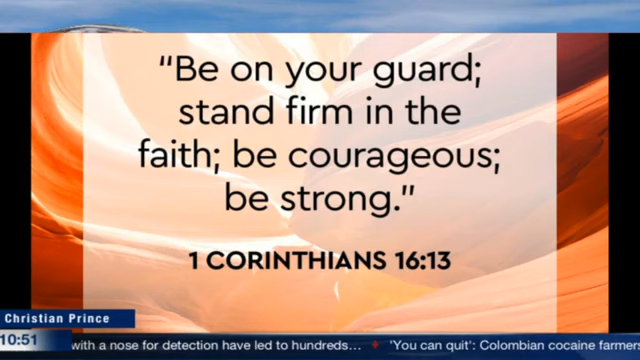 “Be on your guard;
stand firm in the
faith; be courageous;
be strong.”
1 CORINTHIANS 16:13
Christian Prince
10:51
with a nose for detection have led to hundreds... ♦ 'You can quit': Colombian cocaine farmers